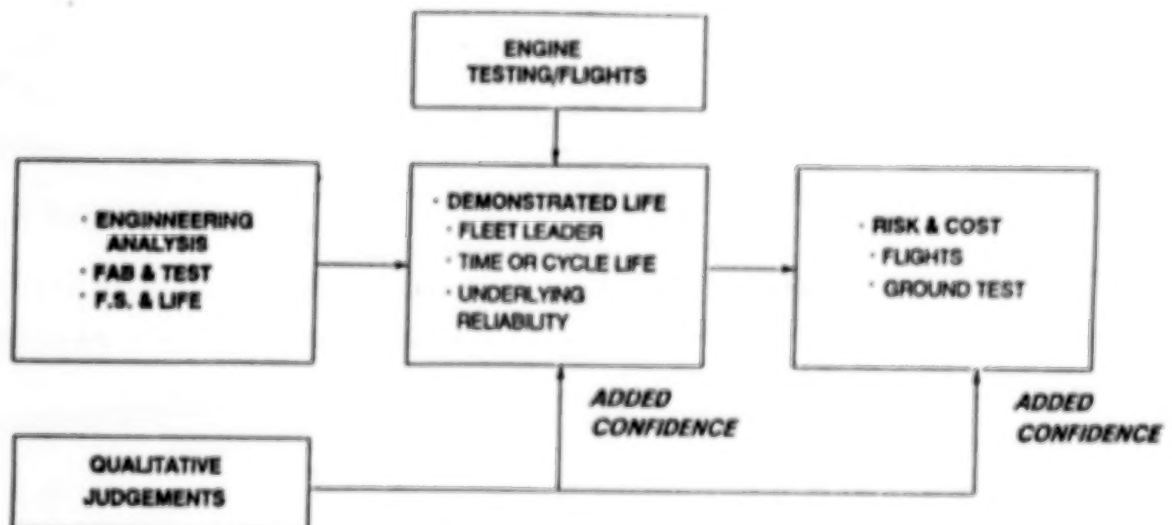 ENGINE
TESTING/FLIGHTS
· ENGINNEERING
ANALYSIS
· FAB & TEST
· F.S. & LIFE
· DEMONSTRATED LIFE
· FLEET LEADER
· TIME OR CYCLE LIFE
· UNDERLYING
RELIABILITY
· RISK & COST
· FLIGHTS
· GROUND TEST
ADDED
CONFIDENCE
ADDED
CONFIDENCE
QUALITATIVE
JUDGEMENTS